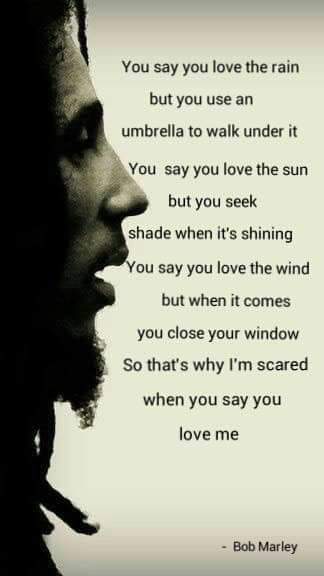 You say you love the rain
but you use an
umbrella to walk under it
You say you love the sun
but you seek
shade when it's shining
You say you love the wind
but when it comes
you close your window
So that's why I'm scared
when you say you
love me
- Bob Marley